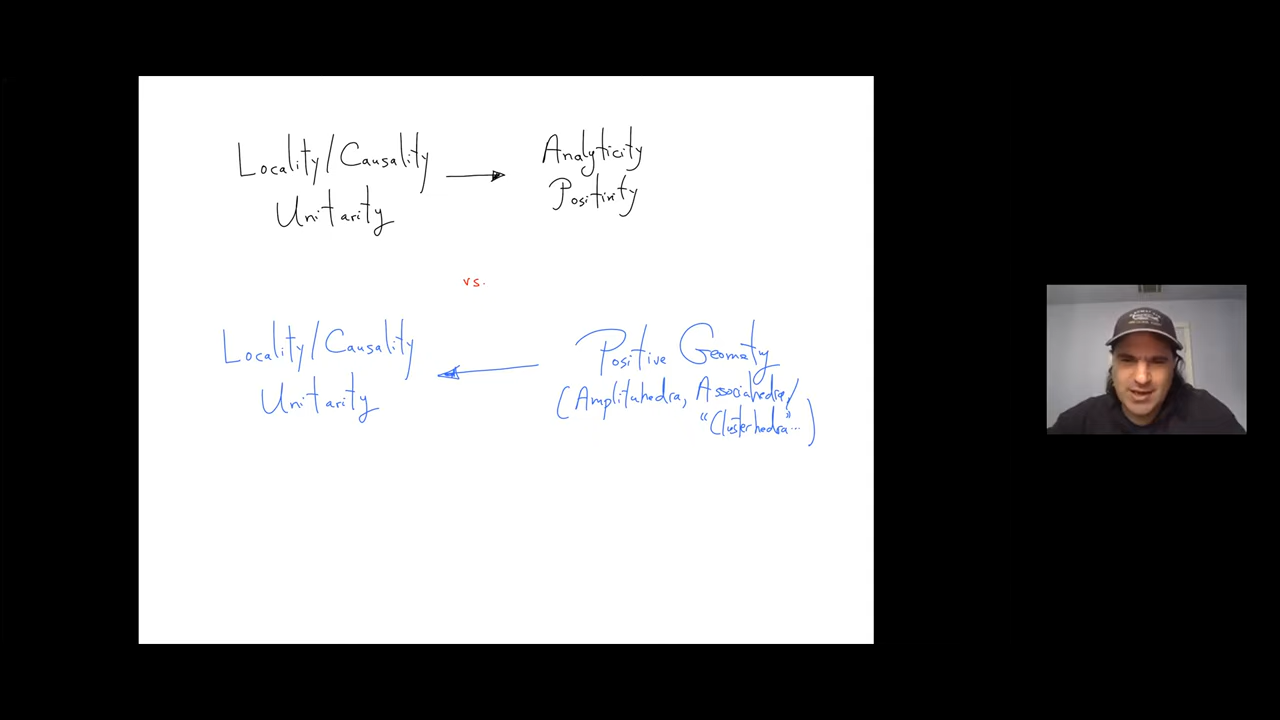 Locality/Causality
Unitarity
Analyticity
Positivity
vs.
Locality/Causality
Unitarity
Positive Geometry
(Amplituhedra, Associahedra/
"Clusterhedra"...)